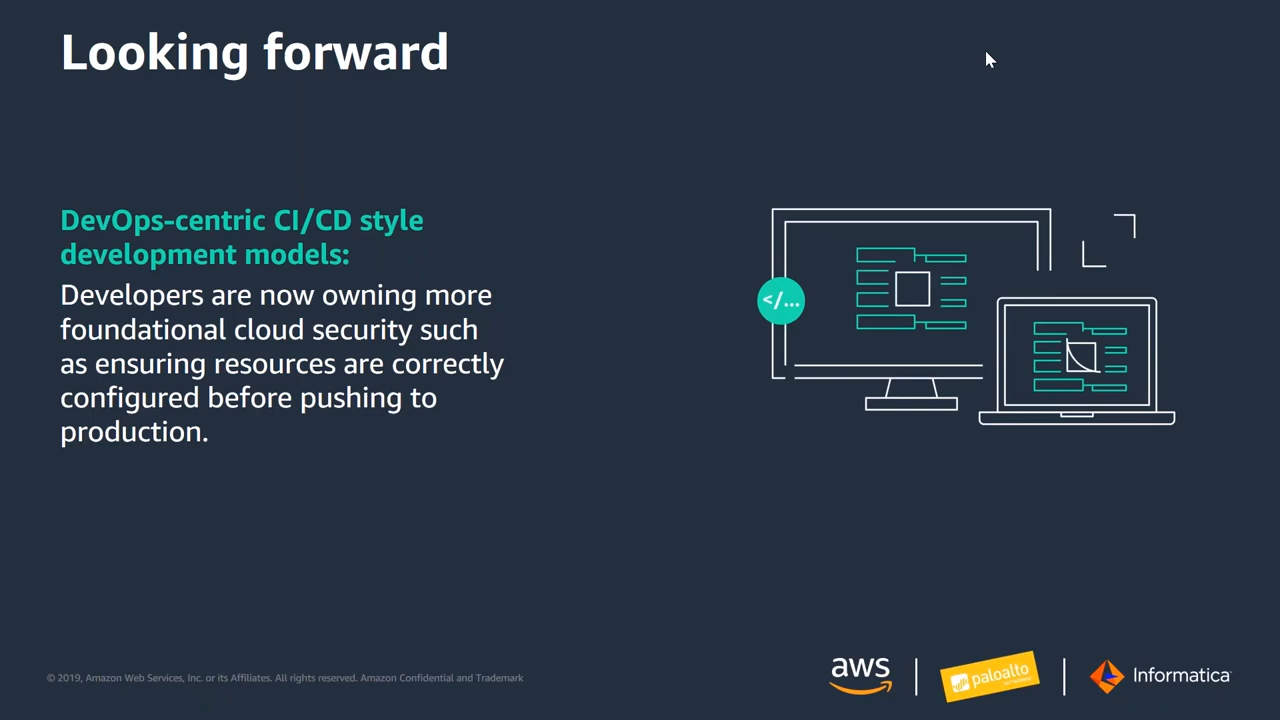 Looking forward
DevOps-centric CI/CD style
development models:
Developers are now owning more
foundational cloud security such
as ensuring resources are correctly
configured before pushing to
production.
</...
© 2019, Amazon Web Services, Inc. or its Affiliates. All rights reserved. Amazon Confidential and Trademark
aws
paloalto
Informatica